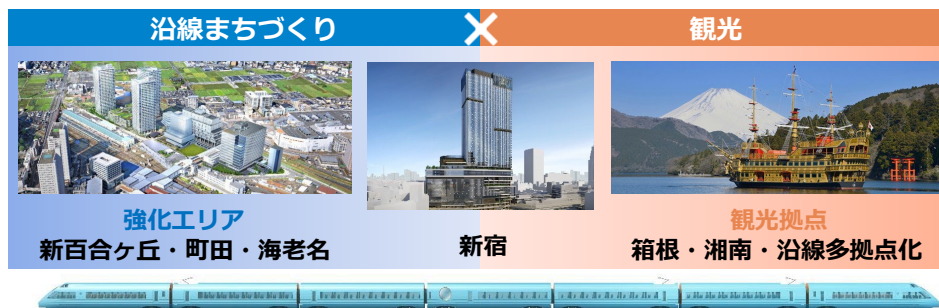 沿線まちづくり
×
観光
強化エリア
新百合ヶ丘・町田・海老名
新宿
観光拠点
箱根・湘南・沿線多拠点化